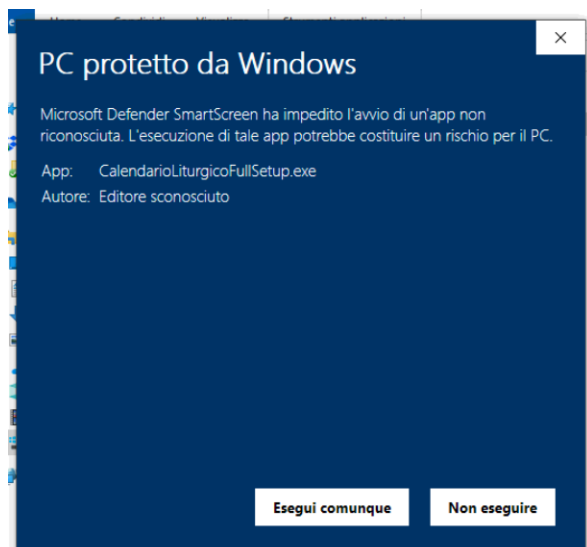 PC protetto da Windows
Microsoft Defender SmartScreen ha impedito l'avvio di un'app non
riconosciuta. L'esecuzione di tale app potrebbe costituire un rischio per il PC.
App: CalendarioLiturgicoFullSetup.exe
Autore: Editore sconosciuto
Esegui comunque Non eseguire